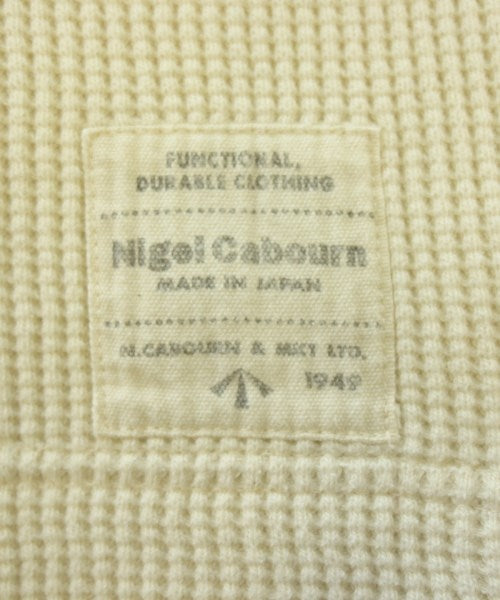 FUNCTIONAL,
DURABLE CLOTHING
Nigel Cabourn
MADE IN JAPAN
N.CABOURN & MKT LTD.
1949